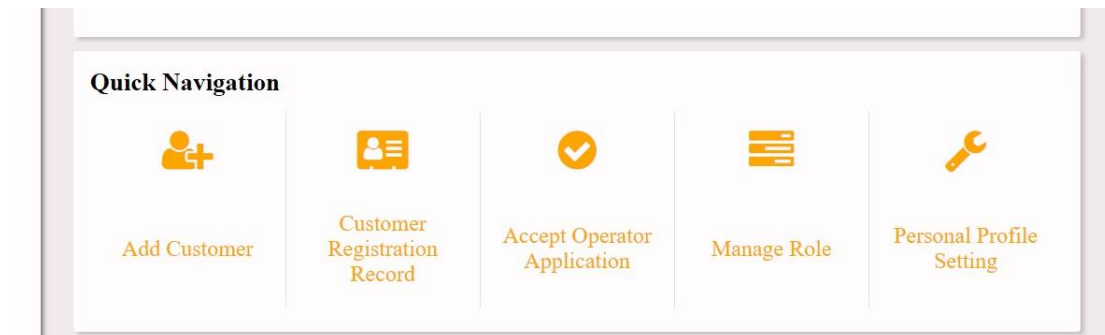 Quick Navigation
Add Customer
Customer
Registration
Record
Accept Operator
Application
Manage Role
Personal Profile
Setting